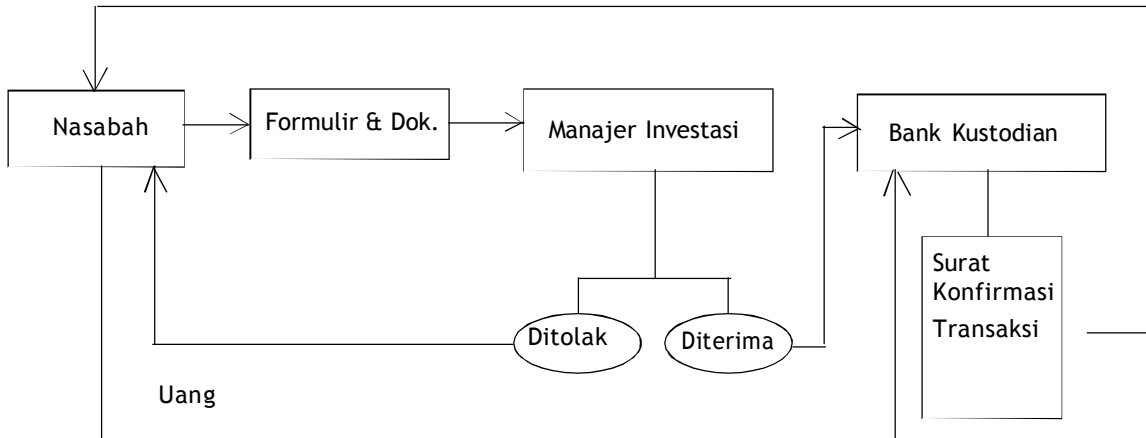 Nasabah
Formulir & Dok.
Manajer Investasi
Bank Kustodian
Surat
Konfirmasi
Transaksi
Ditolak
Diterima
Uang